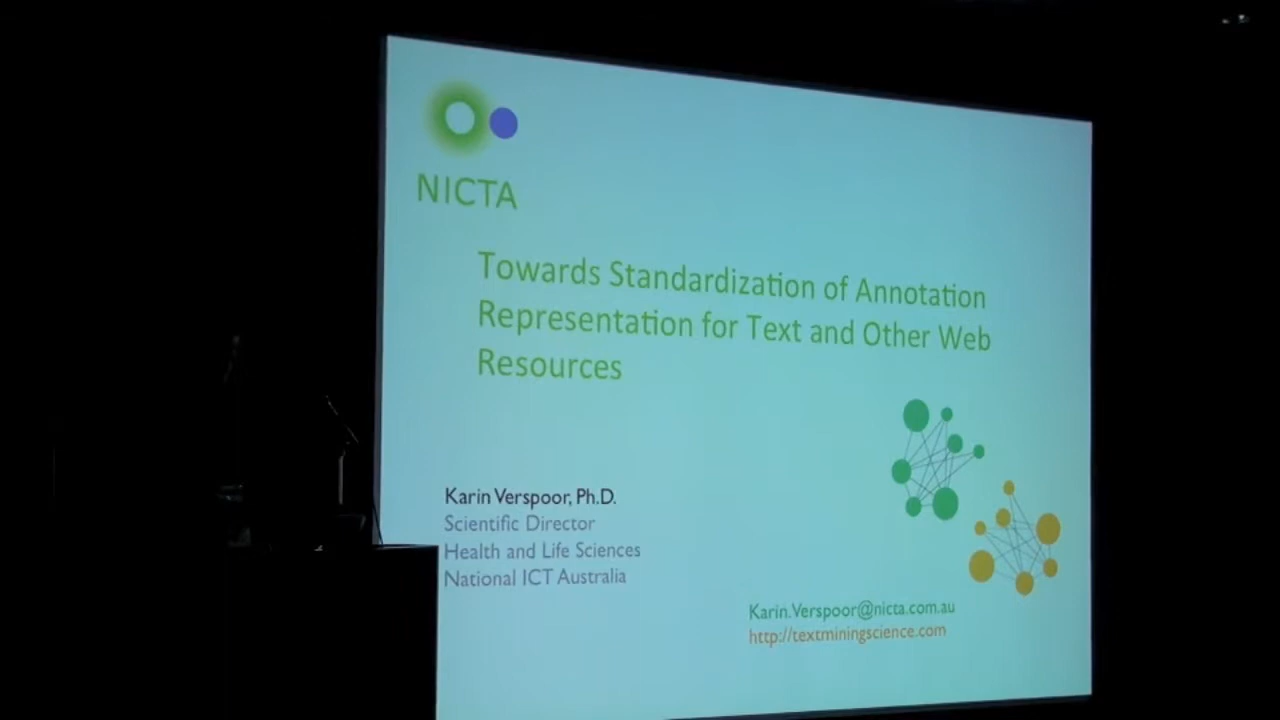 NICTA
Towards Standardization of Annotation
Representation for Text and Other Web
Resources
Karin Verspoor, Ph.D.
Scientific Director
Health and Life Sciences
National ICT Australia
Karin.Verspoor@nicta.com.au
http://textminingscience.com